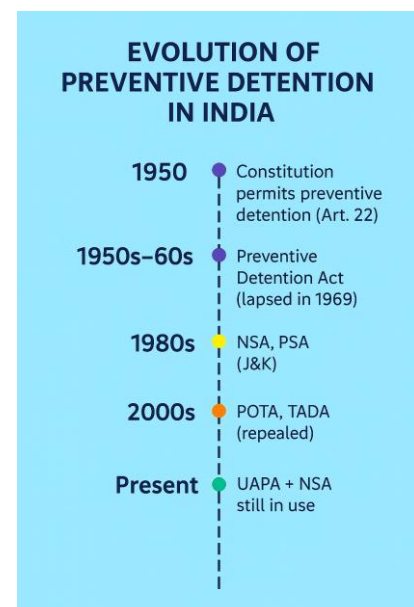 EVOLUTION OF
PREVENTIVE DETENTION
IN INDIA
1950
Constitution
permits preventive
detention (Art. 22)
1950s–60s
Preventive
Detention Act
(lapsed in 1969)
1980s
NSA, PSA
(J&K)
2000s
POTA, TADA
(repealed)
Present
UAPA + NSA
still in use